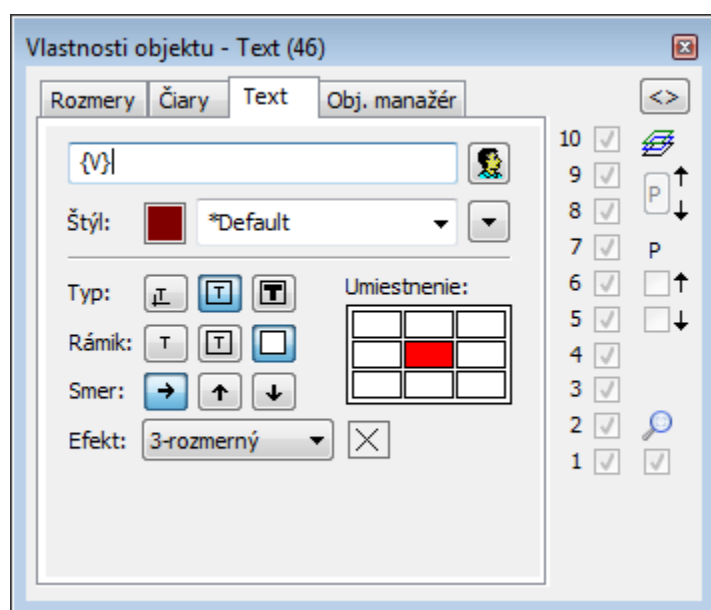 Vlastnosti objektu - Text (46)
Rozmery Čiary Text Obj. manažér <>
{V}
Štýl: *Default
Typ: T T T Umiestnenie:
Rámik: T T
Smer:
Efekt: 3-rozmerný
10
9 P
8
7 P
6
5
4
3
2
1